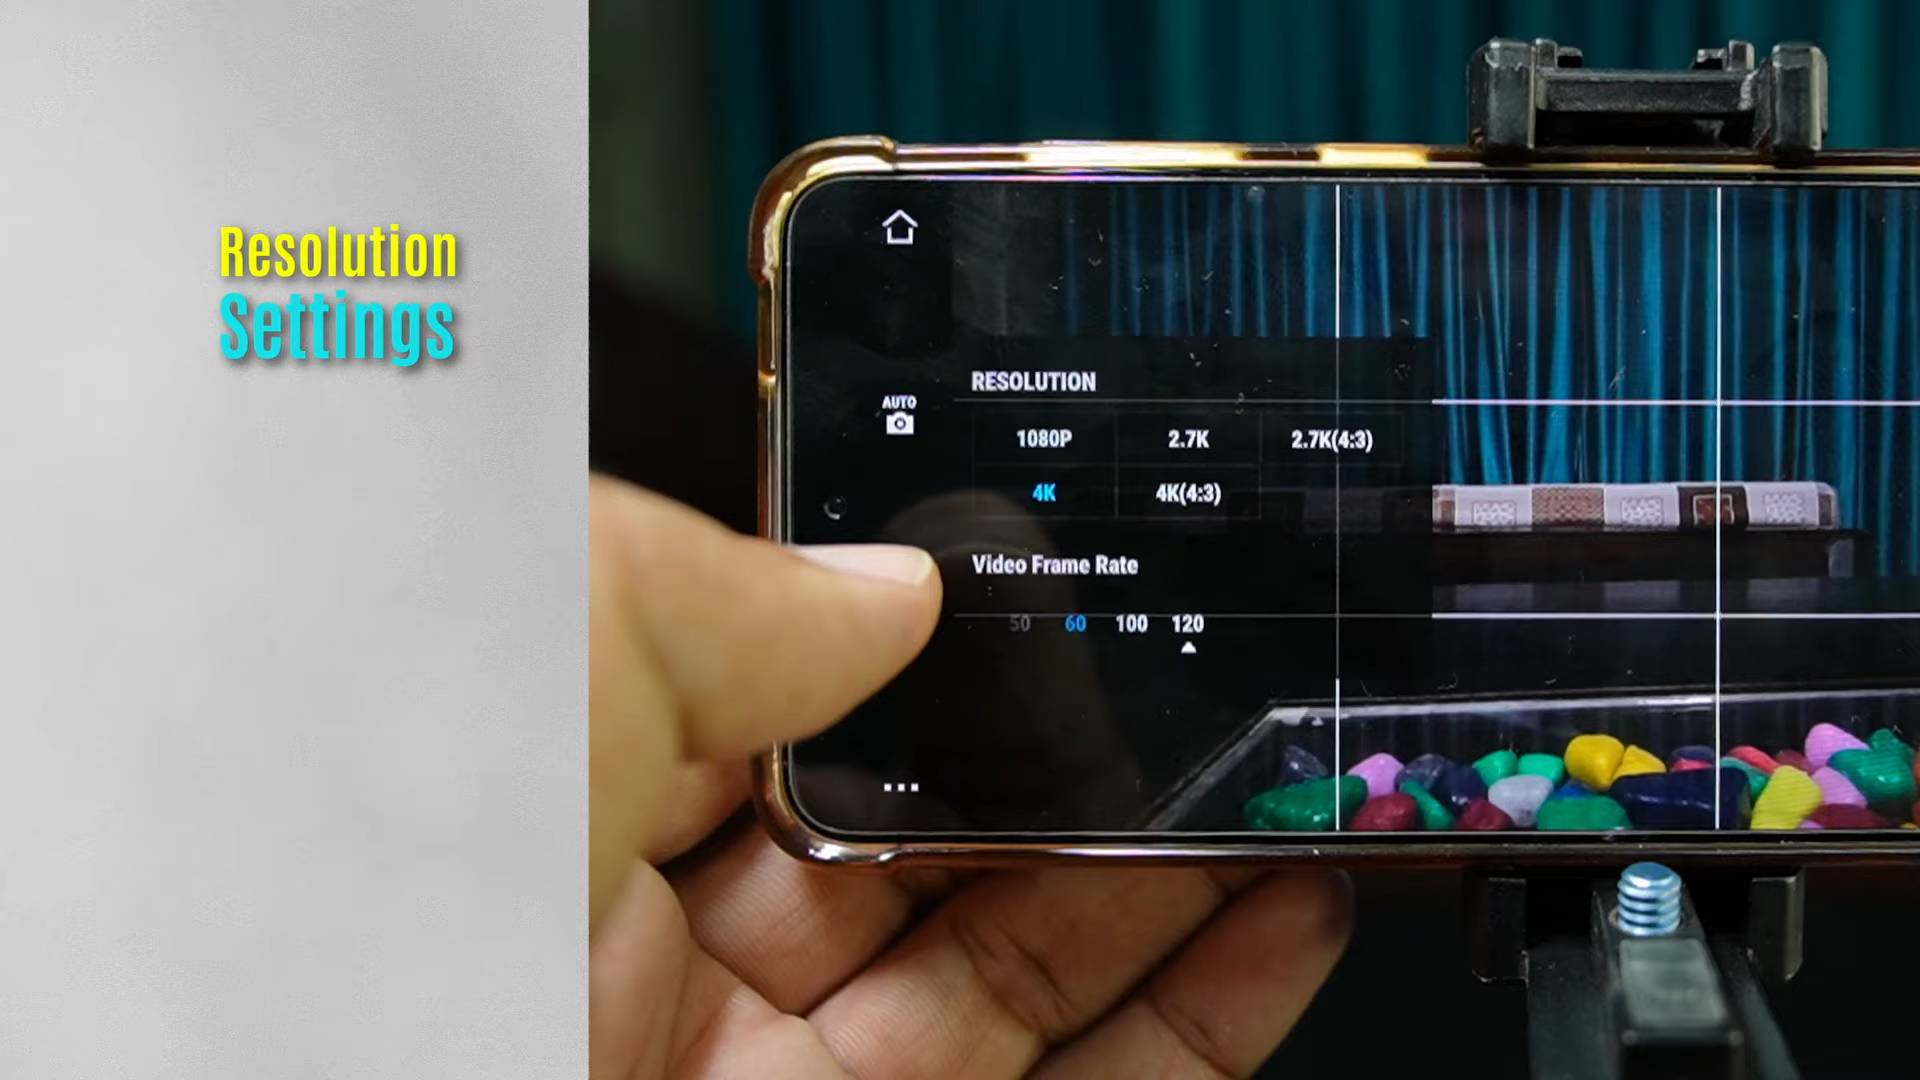 Resolution
Settings
AUTO
RESOLUTION
1080P 2.7K 2.7K(4:3)
4K 4K(4:3)
Video Frame Rate
50 60 100 120